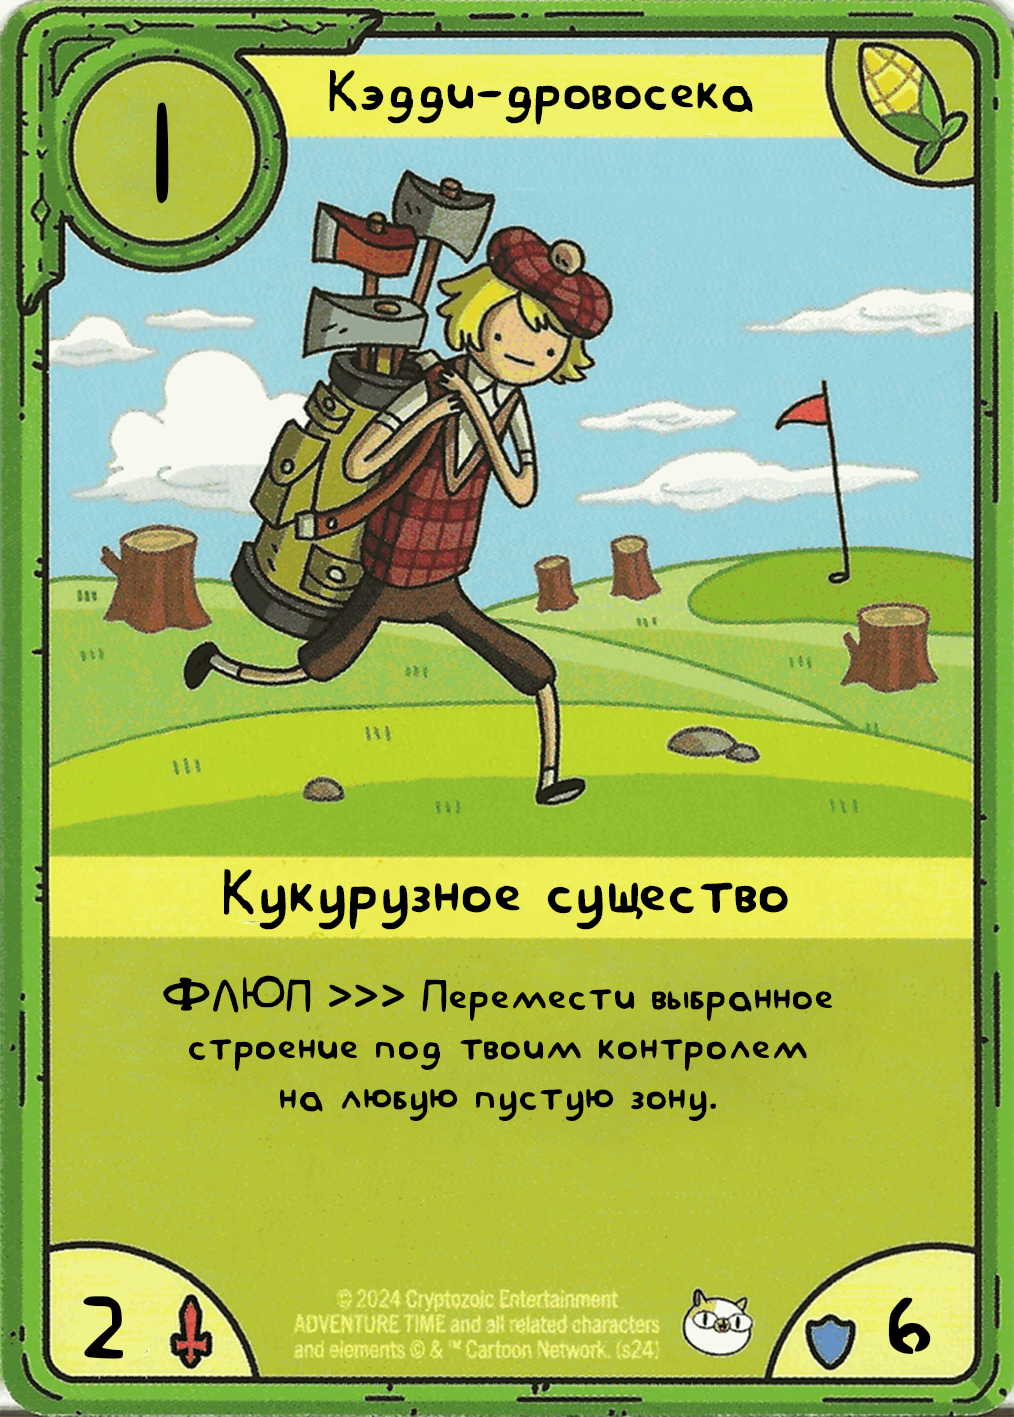 1
Кэдди-дровосека
Кукурузное существо
ФЛЮП >>> Перемести выбранное
строение под твоим контролем
на любую пустую зону.
2
6
© 2024 Cryptozoic Entertainment
ADVENTURE TIME and all related characters
and elements © & ™ Cartoon Network. (s24)